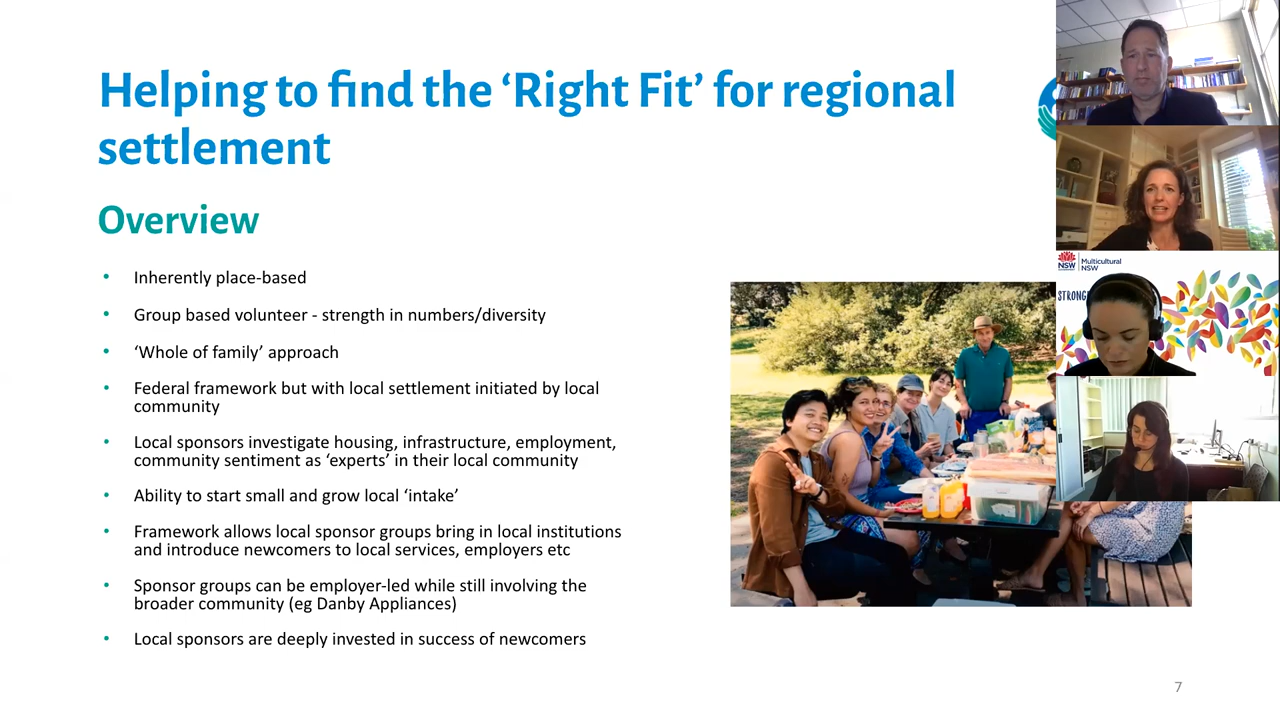 Helping to find the ‘Right Fit’ for regional
settlement
Overview
• Inherently place-based
• Group based volunteer - strength in numbers/diversity
• ‘Whole of family’ approach
• Federal framework but with local settlement initiated by local
community
• Local sponsors investigate housing, infrastructure, employment,
community sentiment as ‘experts’ in their local community
• Ability to start small and grow local ‘intake’
• Framework allows local sponsor groups bring in local institutions
and introduce newcomers to local services, employers etc
• Sponsor groups can be employer-led while still involving the
broader community (eg Danby Appliances)
• Local sponsors are deeply invested in success of newcomers
NSW
Multicultural
NSW
STRONG
7